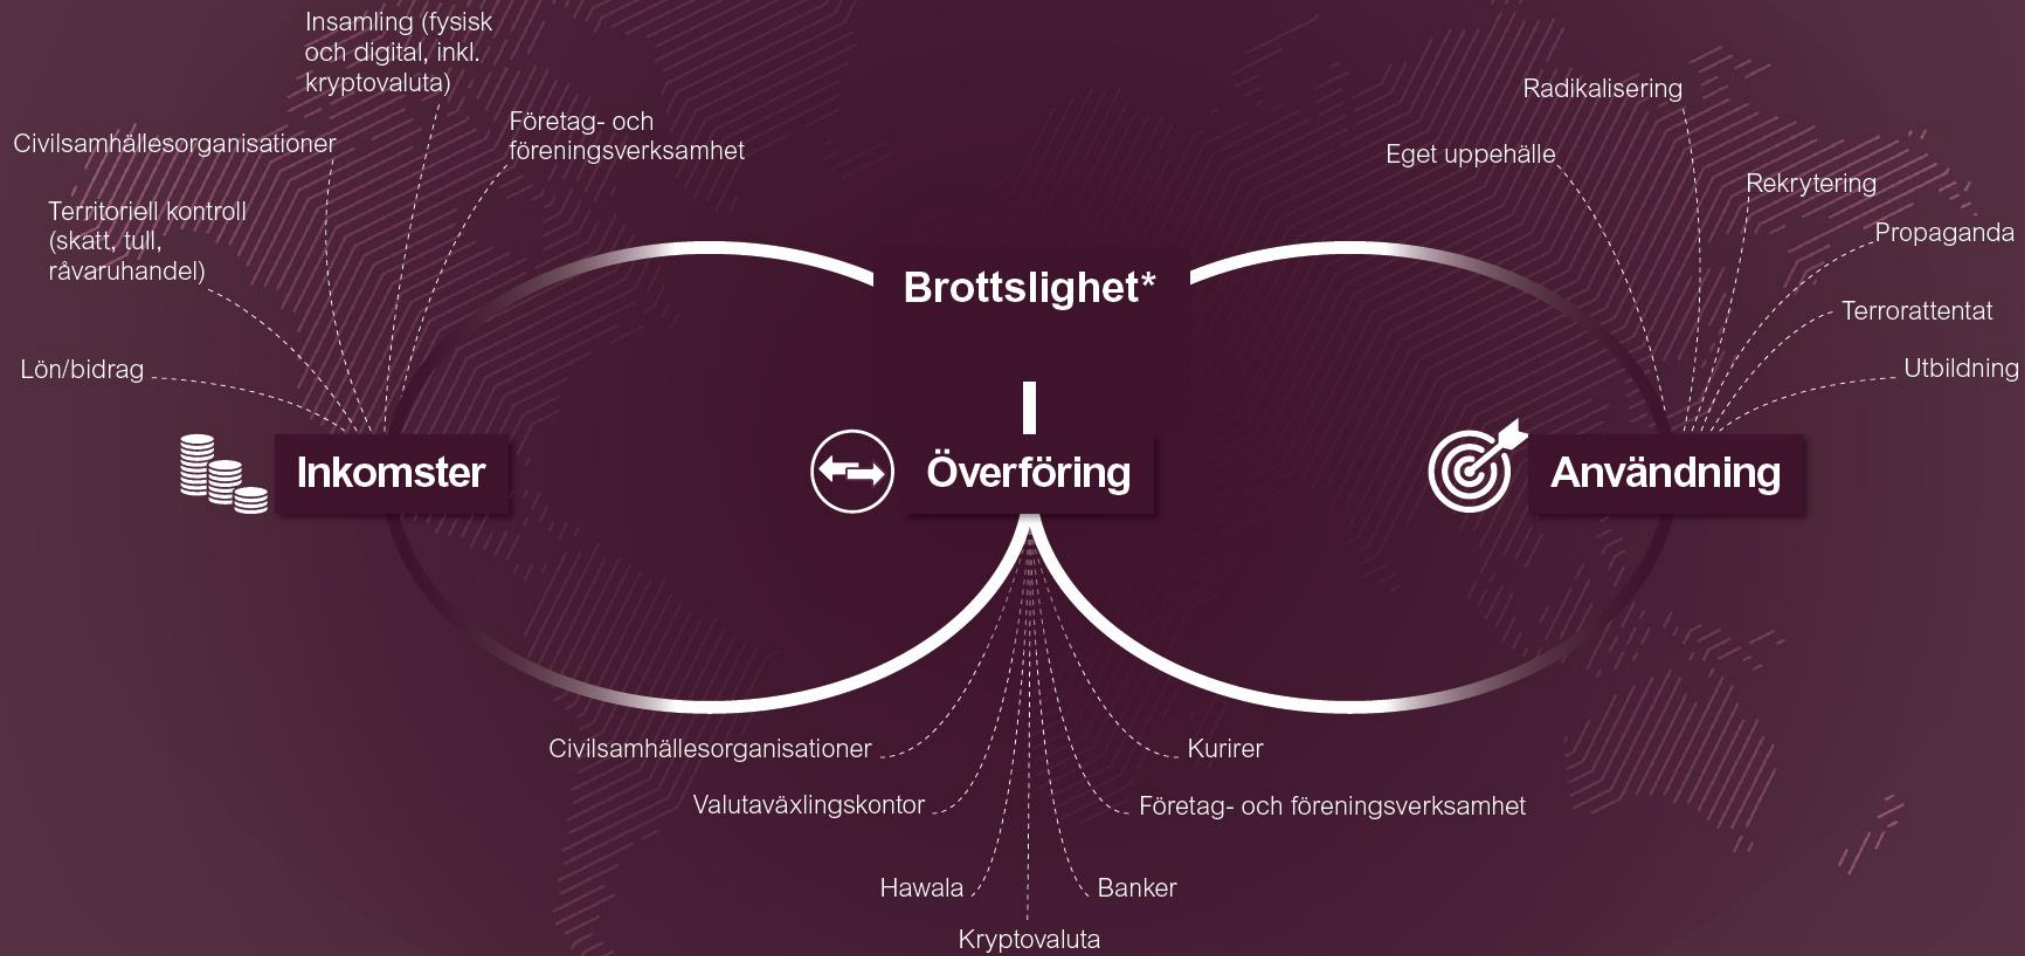 Insamling (fysisk
och digital, inkl.
kryptovaluta)
Företag- och
föreningsverksamhet
Civilsamhällesorganisationer
Territoriell kontroll
(skatt, tull,
råvaruhandel)
Lön/bidrag
Inkomster
Brottslighet*
Överföring
Radikalisering
Eget uppehälle
Rekrytering
Propaganda
Terrorattentat
Utbildning
Användning
Civilsamhällesorganisationer
Kurirer
Valutaväxlingskontor
Företag- och föreningsverksamhet
Hawala
Banker
Kryptovaluta